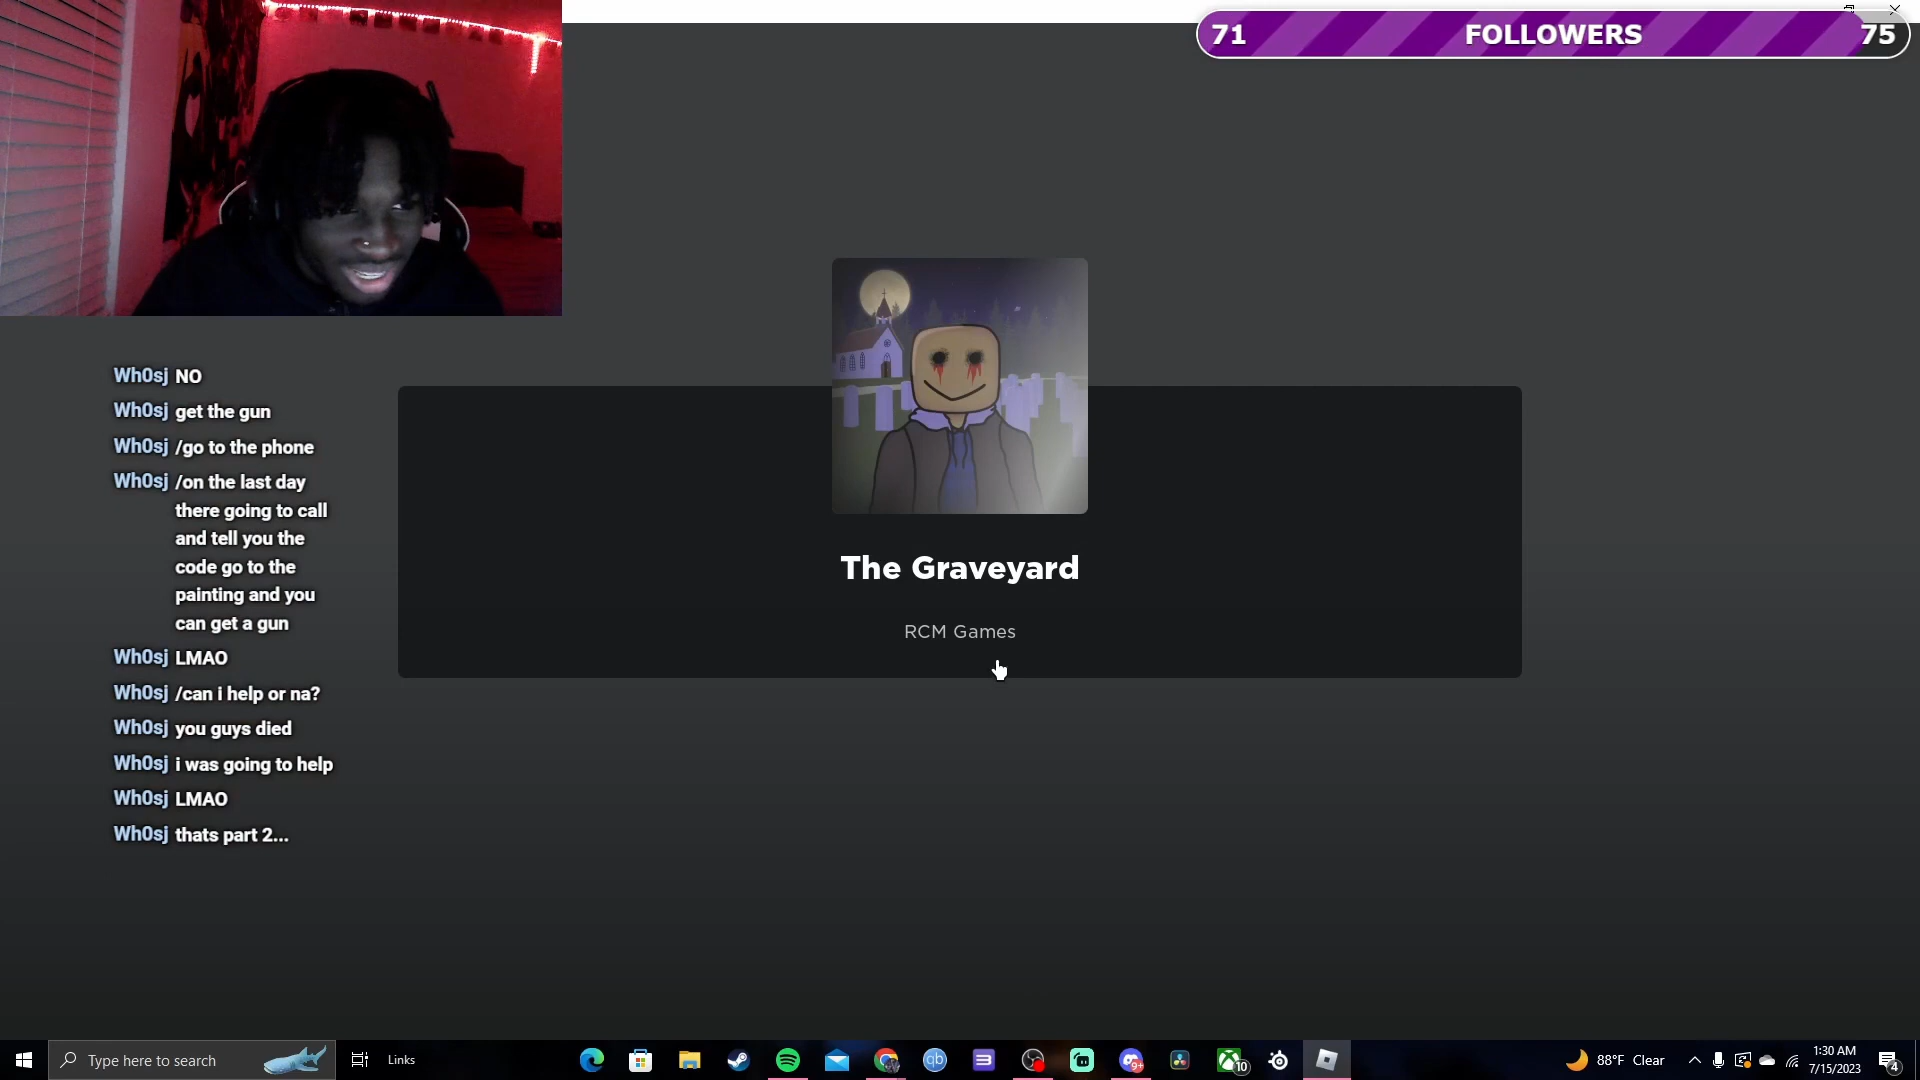 71 FOLLOWERS 75
Wh0sj NO
Wh0sj get the gun
Wh0sj /go to the phone
Wh0sj /on the last day
there going to call
and tell you the
code go to the
painting and you
can get a gun
Wh0sj LMAO
Wh0sj /can i help or na?
Wh0sj you guys died
Wh0sj i was going to help
Wh0sj LMAO
Wh0sj thats part 2...
The Graveyard
RCM Games
Type here to search
Links
qb
10
9+
88°F Clear
1:30 AM
7/15/2023
4